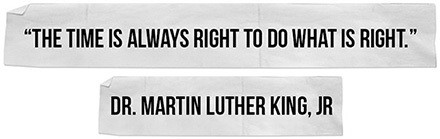 “THE TIME IS ALWAYS RIGHT TO DO WHAT IS RIGHT.”
DR. MARTIN LUTHER KING, JR